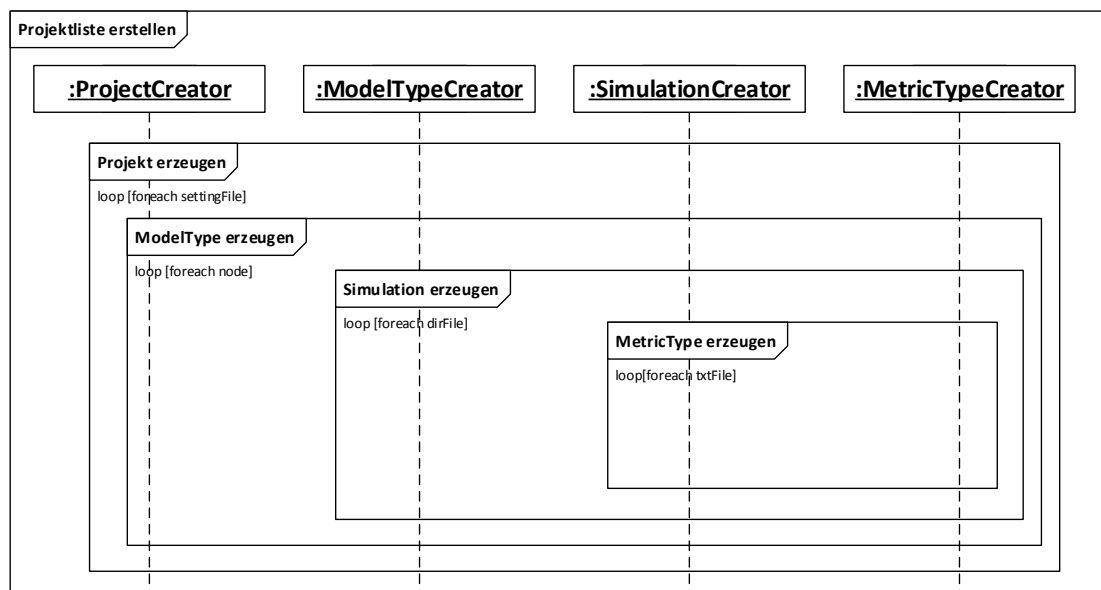 Projektliste erstellen
:ProjectCreator
:ModelTypeCreator
:SimulationCreator
:MetricTypeCreator
Projekt erzeugen
loop [foreach settingFile]
ModelType erzeugen
loop [foreach node]
Simulation erzeugen
loop [foreach dirFile]
MetricType erzeugen
loop[foreach txtFile]